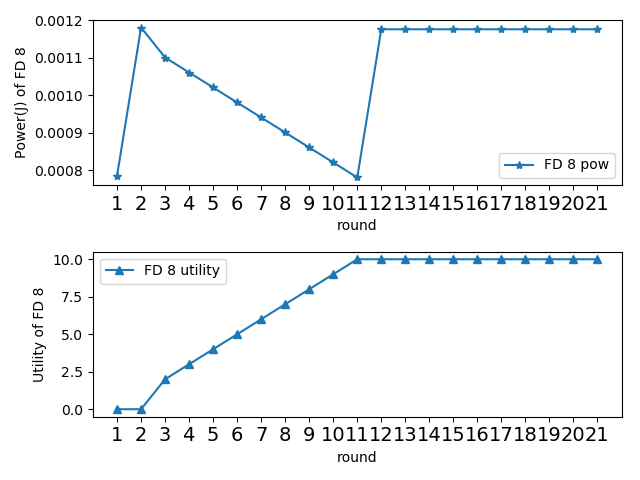 Power(J) of FD 8
0.0012
0.0011
0.0010
0.0009
0.0008
FD 8 pow
1 2 3 4 5 6 7 8 9 10 11 12 13 14 15 16 17 18 19 20 21
round
Utility of FD 8
10.0
7.5
5.0
2.5
0.0
FD 8 utility
1 2 3 4 5 6 7 8 9 10 11 12 13 14 15 16 17 18 19 20 21
round